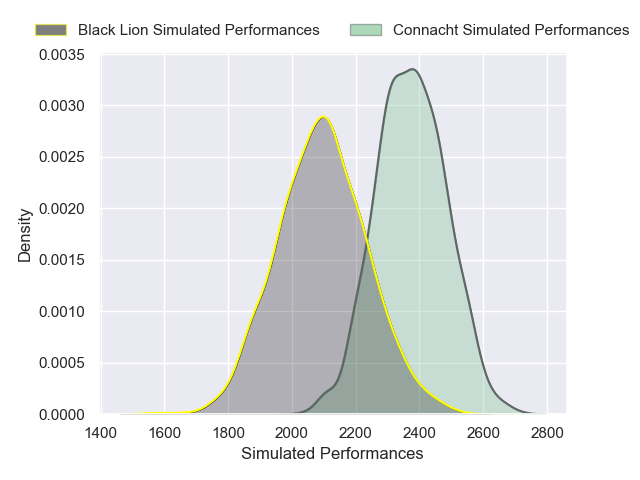 Black Lion Simulated Performances
Connacht Simulated Performances
0.0035
0.0030
0.0025
0.0020
0.0015
0.0010
0.0005
0.0000
Density
1400 1600 1800 2000 2200 2400 2600 2800
Simulated Performances